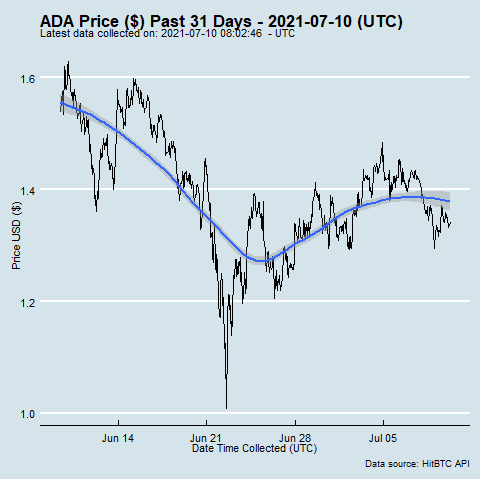 ADA Price ($) Past 31 Days - 2021-07-10 (UTC)
Latest data collected on: 2021-07-10 08:02:46 - UTC
1.6
1.4
1.2
1.0
Price USD ($)
Jun 14
Jun 21
Jun 28
Jul 05
Date Time Collected (UTC)
Data source: HitBTC API